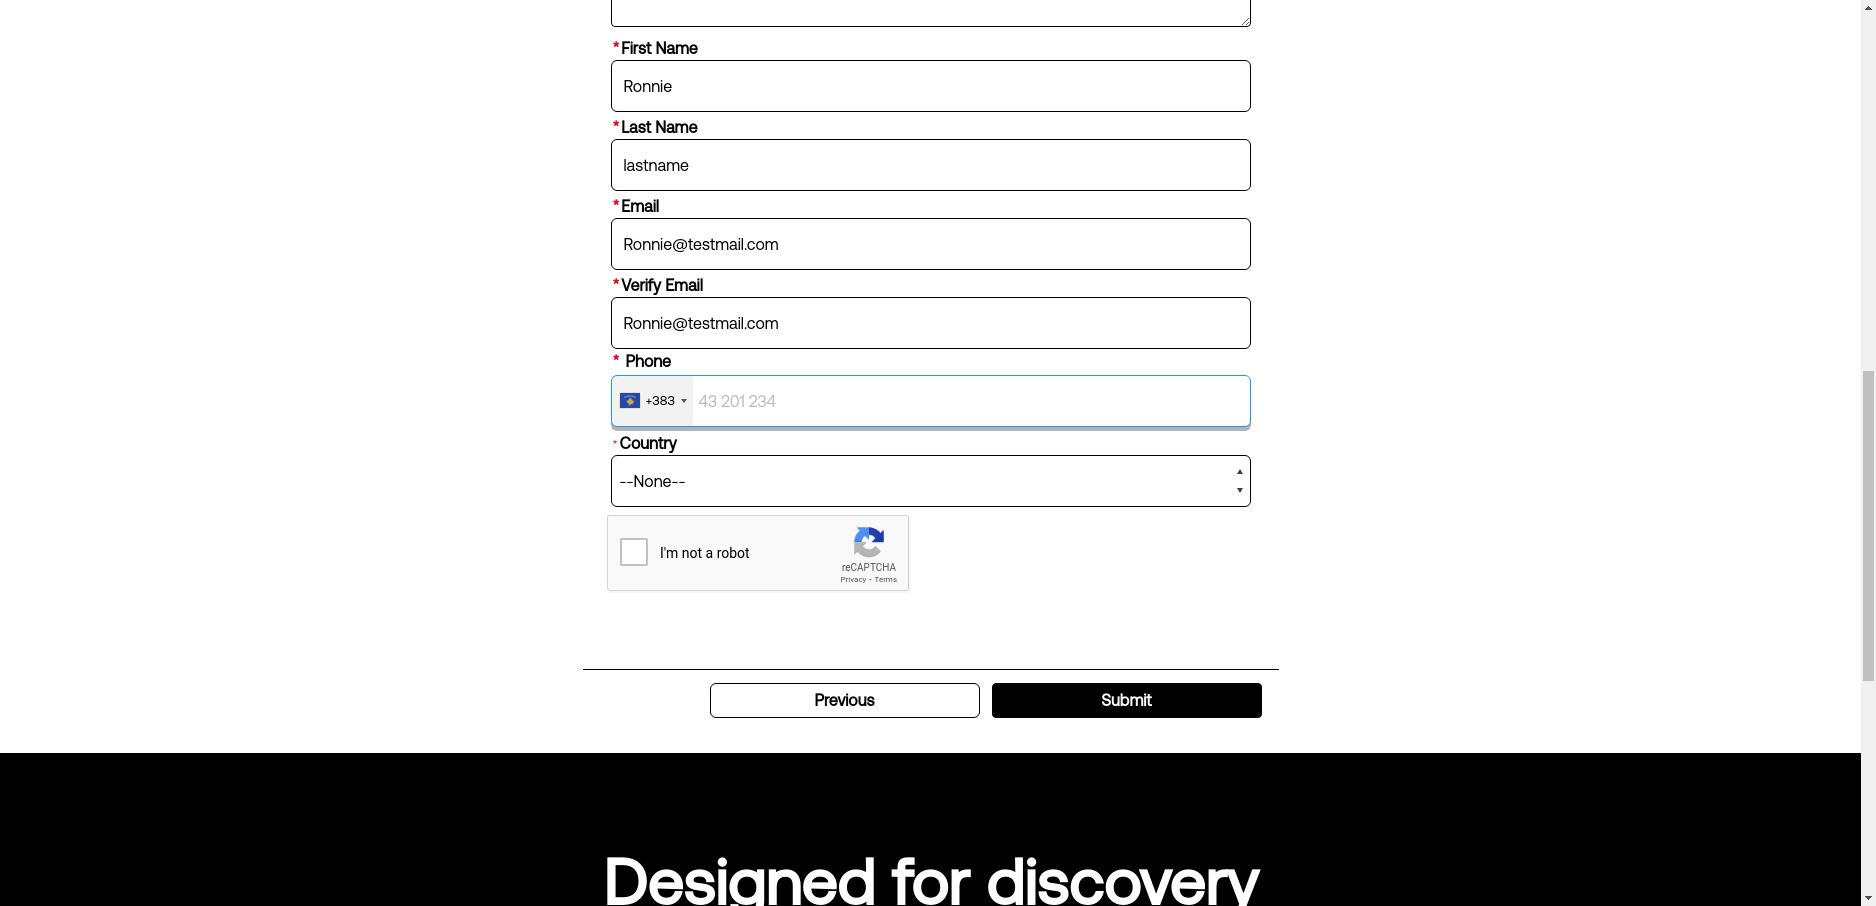 *First Name
Ronnie
*Last Name
lastname
*Email
Ronnie@testmail.com
*Verify Email
Ronnie@testmail.com
* Phone
+383 43 201 234
*Country
--None--
I'm not a robot
reCAPTCHA
Privacy - Terms
Previous Submit
Designed for discovery